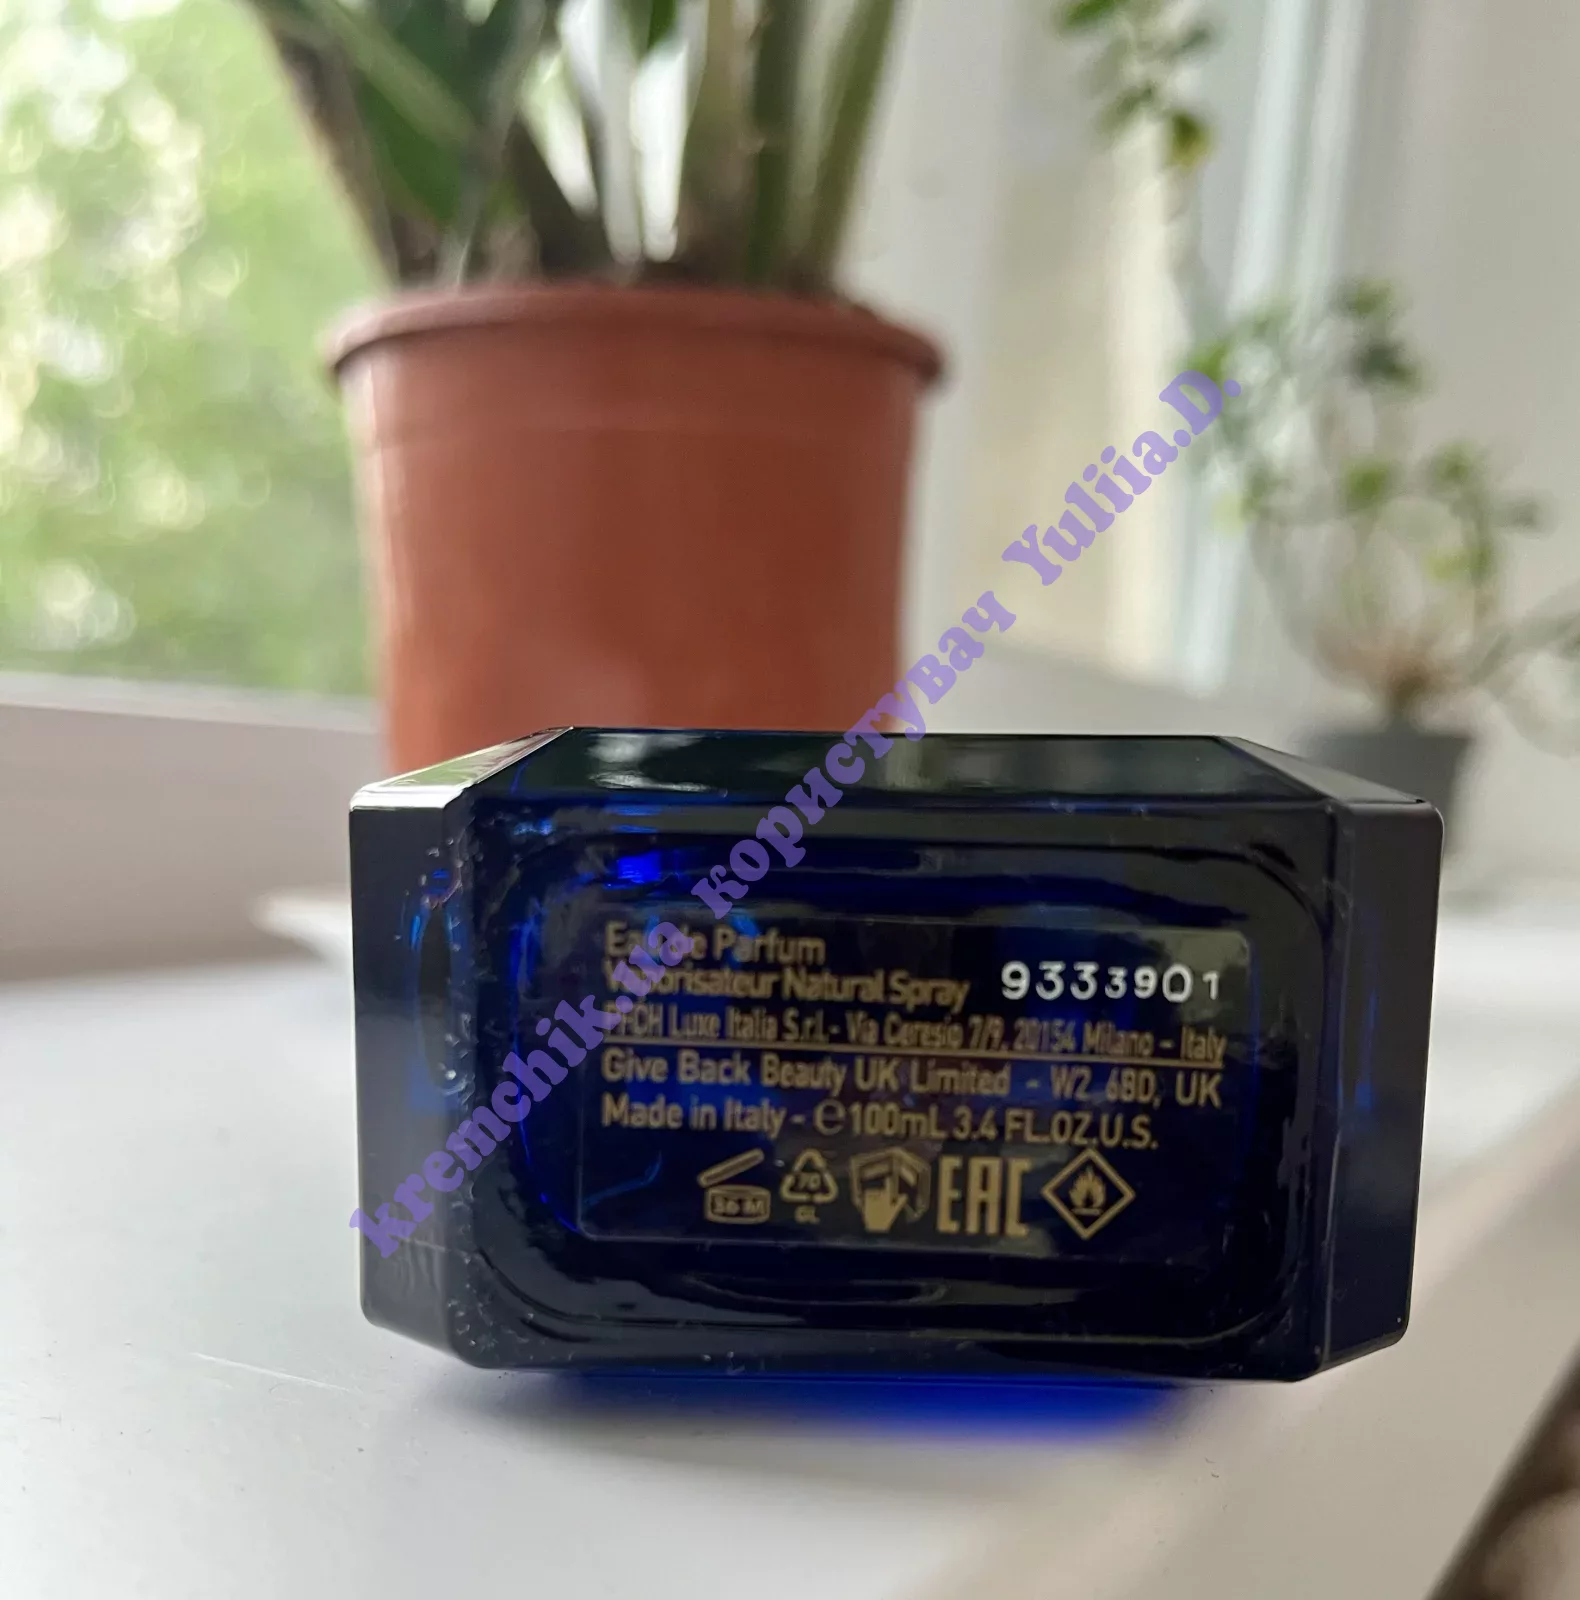 Eau de Parfum
Vaporisateur Natural Spray 9333901
PHCH Luxe Italia S.r.l.- Via Ceresio 7/9, 20154 Milano – Italy
Give Back Beauty UK Limited - W2 6BD, UK
Made in Italy - ℮ 100mL 3.4 FL.OZ.U.S.
36 M 70 GL EAC
kremchik.ua користувач Yuliia.D.